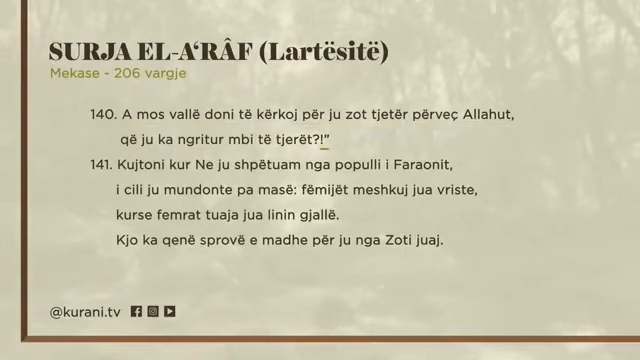 SURJA EL-A‘RÂF (Lartësitë)
Mekase - 206 vargje
140. A mos vallë doni të kërkoj për ju zot tjetër përveç Allahut,
që ju ka ngritur mbi të tjerët?!”
141. Kujtoni kur Ne ju shpëtuam nga populli i Faraonit,
i cili ju mundonte pa masë: fëmijët meshkuj jua vriste,
kurse femrat tuaja jua linin gjallë.
Kjo ka qenë sprovë e madhe për ju nga Zoti juaj.
@kurani.tv